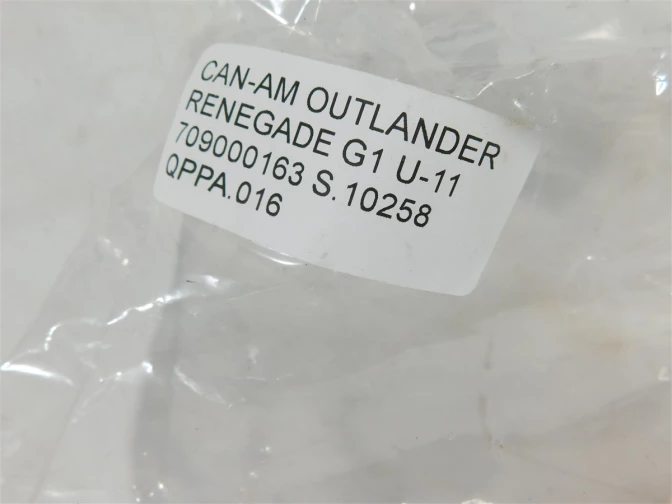 CAN-AM OUTLANDER
RENEGADE G1 U-11
709000163 S.10258
QPPA.016